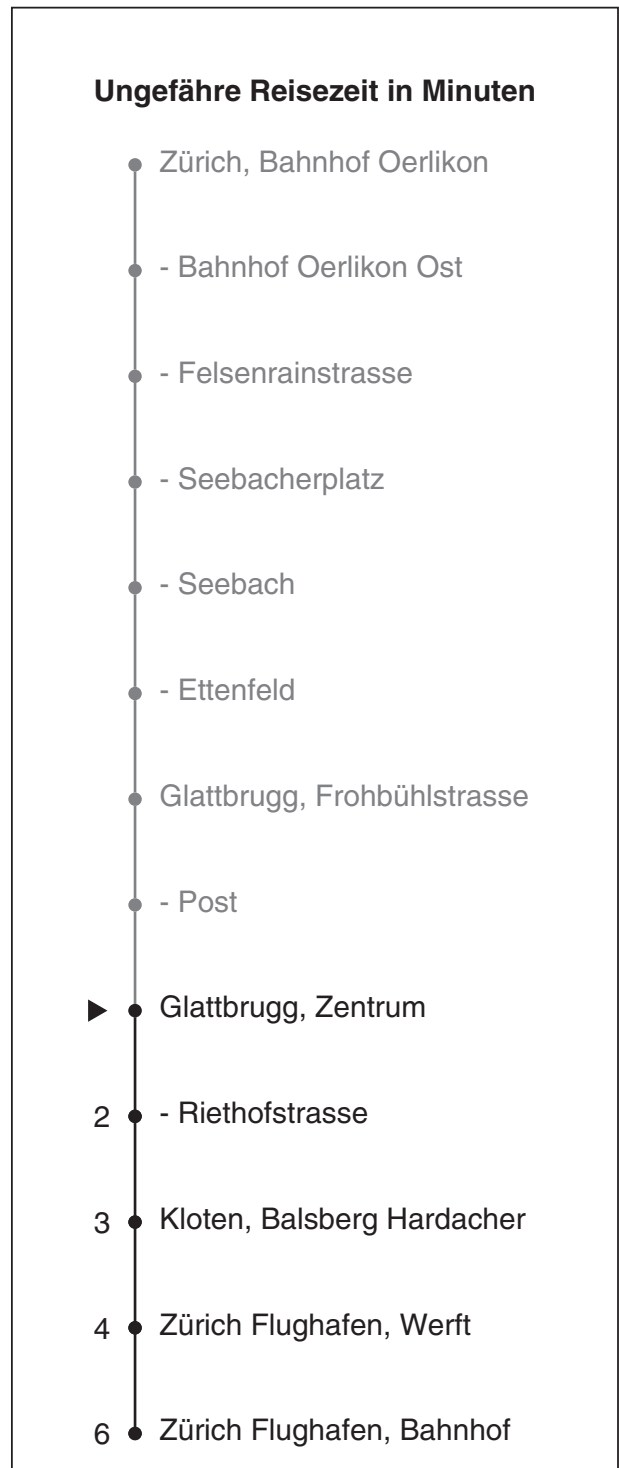 Ungefähre Reisezeit in Minuten
Zürich, Bahnhof Oerlikon
- Bahnhof Oerlikon Ost
- Felsenrainstrasse
- Seebacherplatz
- Seebach
- Ettenfeld
Glattbrugg, Frohbühlstrasse
- Post
Glattbrugg, Zentrum
2 - Riethofstrasse
3 Kloten, Balsberg Hardacher
4 Zürich Flughafen, Werft
6 Zürich Flughafen, Bahnhof